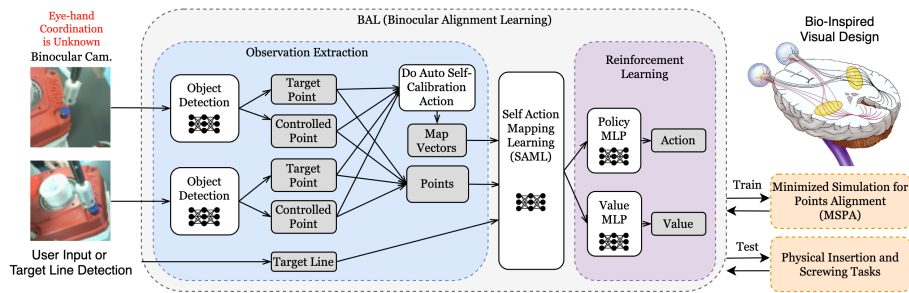 Eye-hand
Coordination
is Unknown
Binocular Cam.
User Input or
Target Line Detection
BAL (Binocular Alignment Learning)
Observation Extraction
Object
Detection
Target
Point
Controlled
Point
Object
Detection
Target
Point
Controlled
Point
Target Line
Do Auto Self-
Calibration
Action
Map
Vectors
Points
Self Action
Mapping
Learning
(SAML)
Reinforcement
Learning
Policy
MLP
Action
Value
MLP
Value
Bio-Inspired
Visual Design
Train
Minimized Simulation for
Points Alignment
(MSPA)
Test
Physical Insertion and
Screwing Tasks